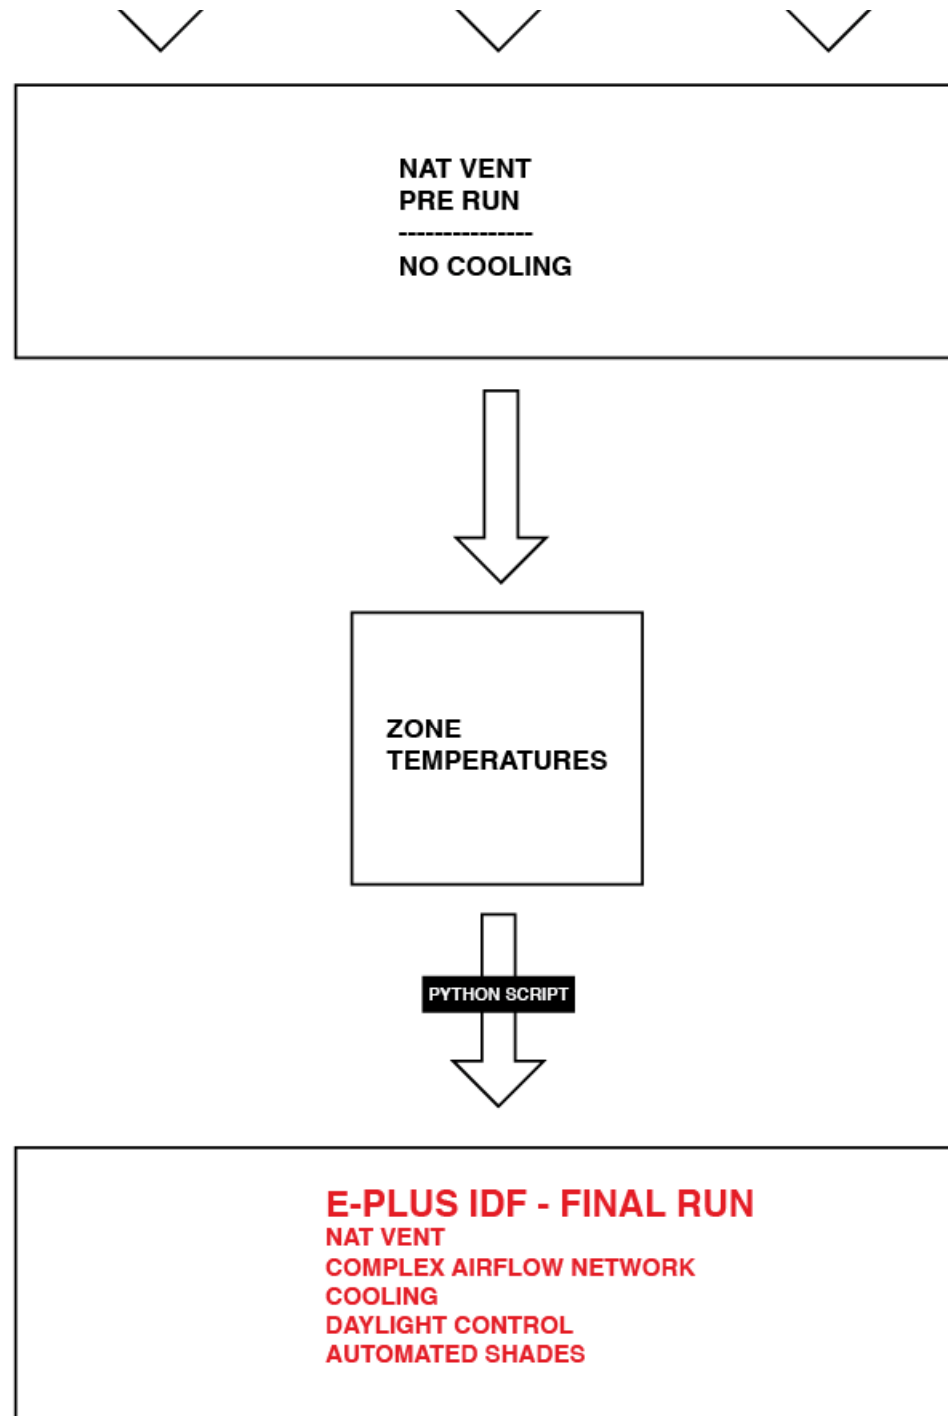 NAT VENT
PRE RUN
---------------
NO COOLING
ZONE
TEMPERATURES
PYTHON SCRIPT
E-PLUS IDF - FINAL RUN
NAT VENT
COMPLEX AIRFLOW NETWORK
COOLING
DAYLIGHT CONTROL
AUTOMATED SHADES